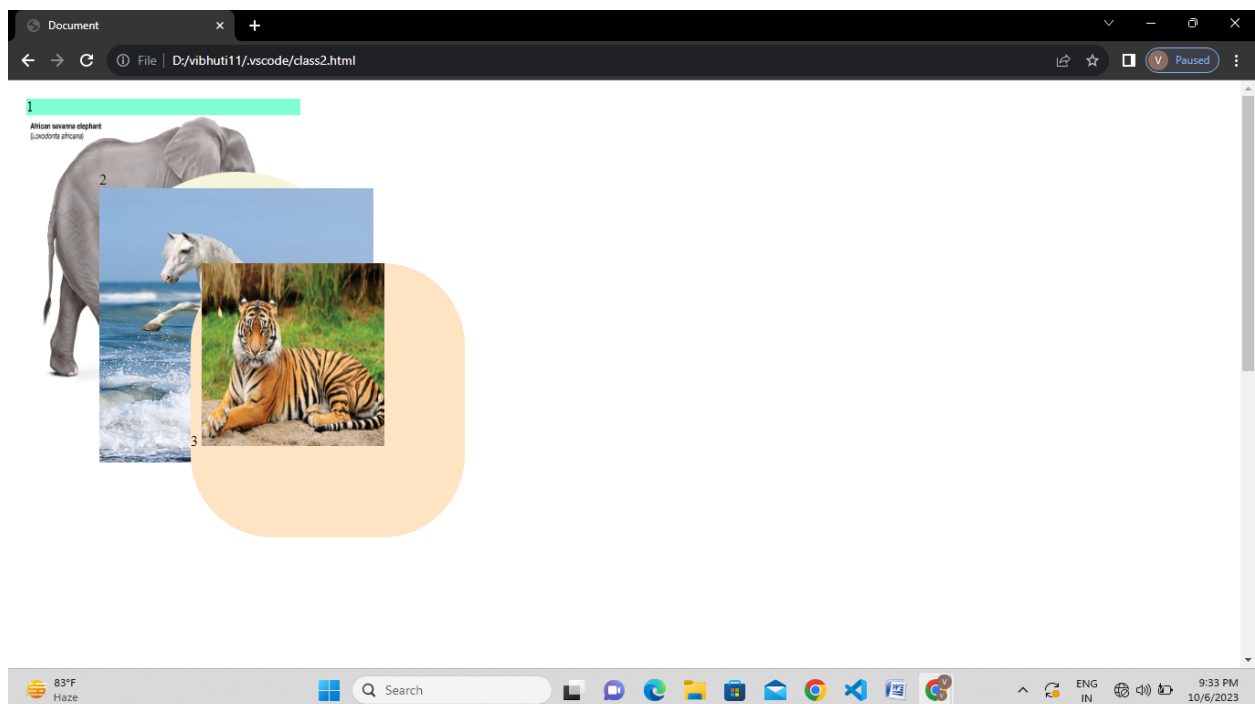 Document
File
D:/vibhuti11/.vscode/class2.html
V
Paused
1
African savanna elephant
(Loxodonta africana)
2
3
83°F
Haze
Search
ENG
IN
9:33 PM
10/6/2023